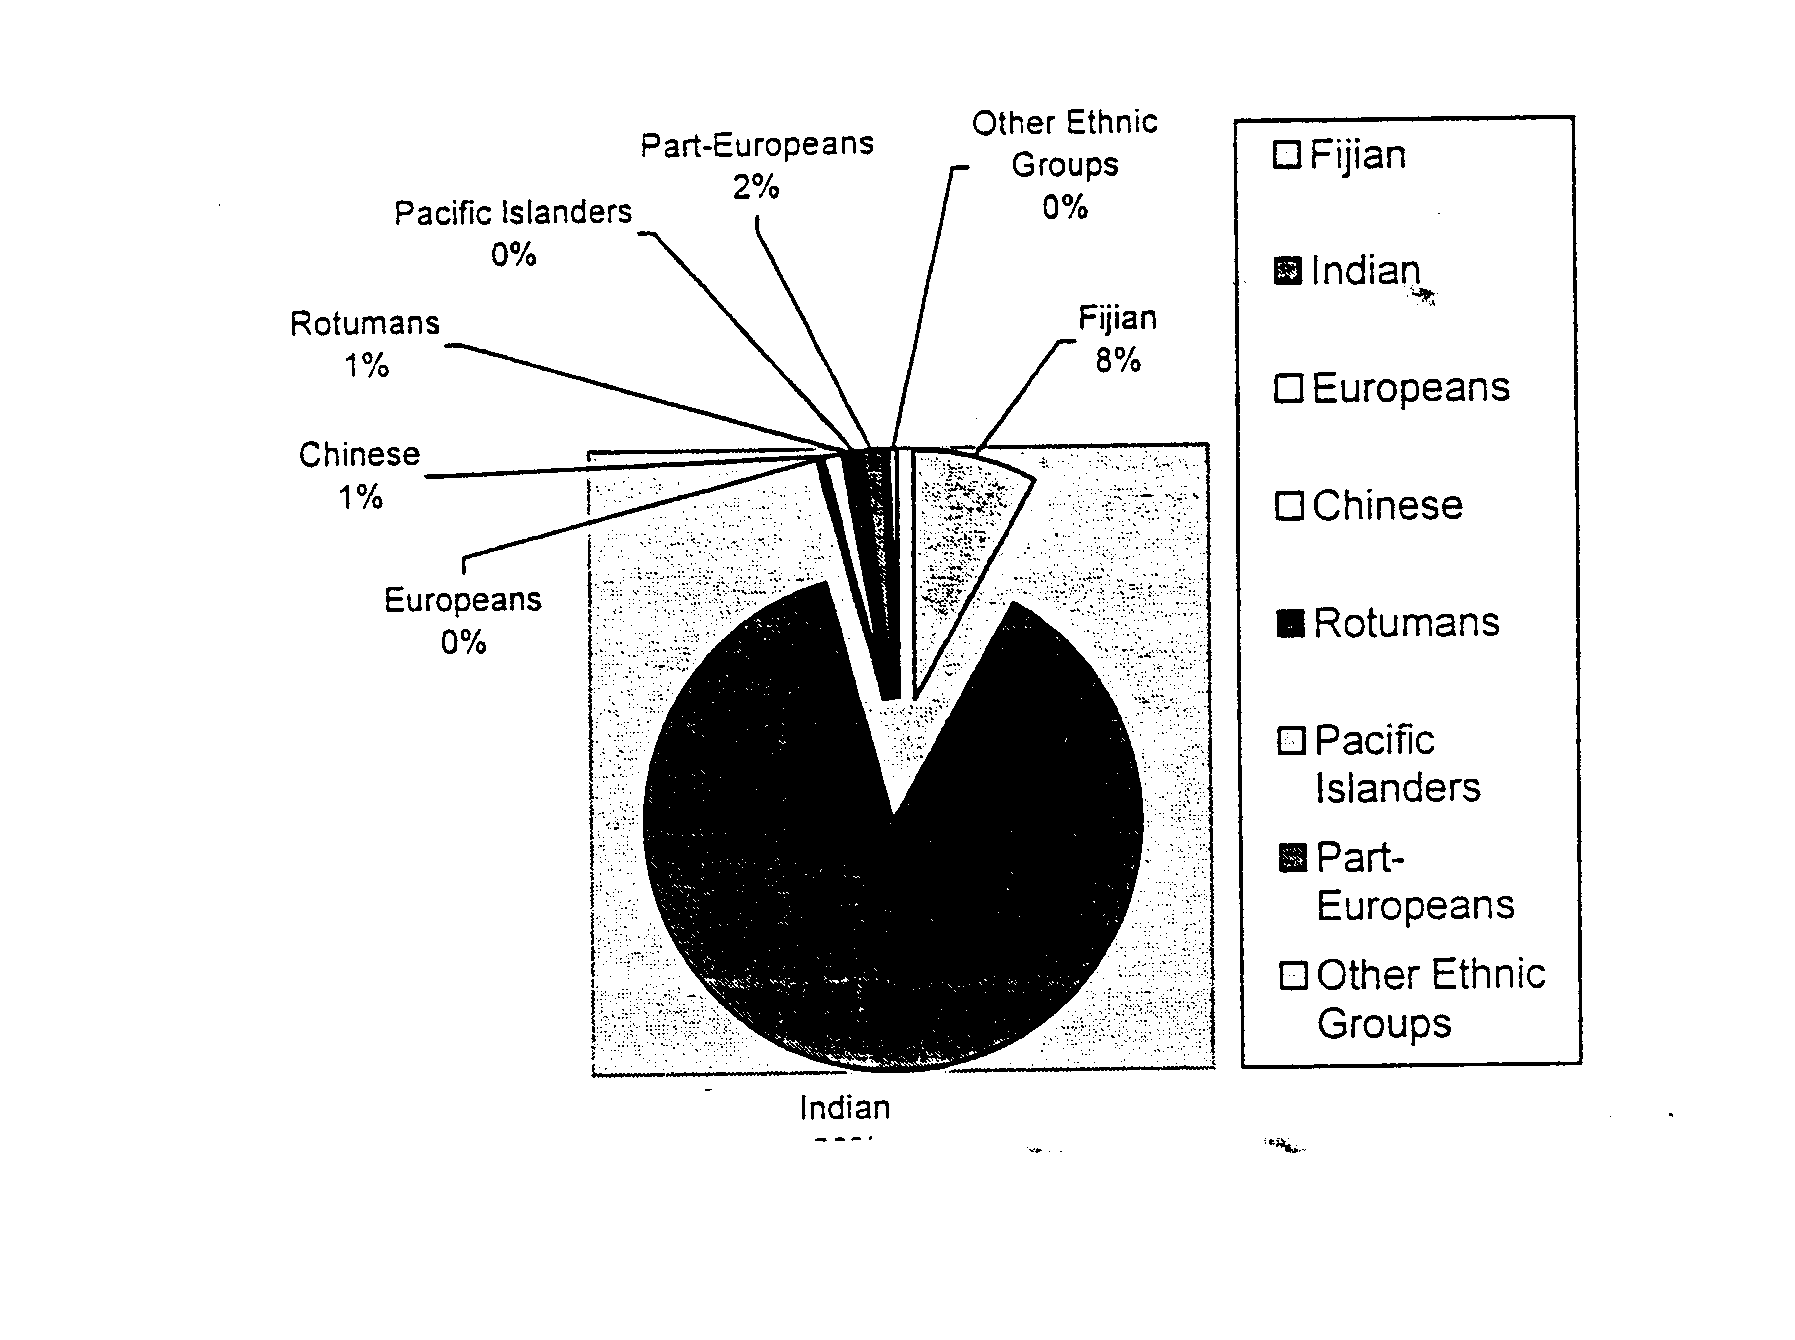 Other Ethnic
Groups
0%
Part-Europeans
2%
Pacific Islanders
0%
Rotumans
1%
Fijian
8%
Chinese
1%
Europeans
0%
Indian
Fijian
Indian
Europeans
Chinese
Rotumans
Pacific
Islanders
Part-
Europeans
Other Ethnic
Groups